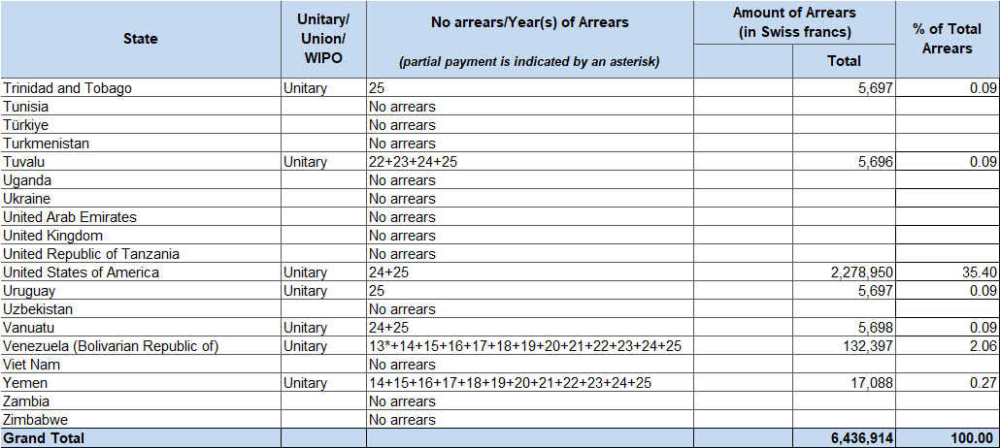 State Unitary/ Union/ WIPO No arrears/Year(s) of Arrears (partial payment is indicated by an asterisk) Amount of Arrears (in Swiss francs) Total % of Total Arrears
Trinidad and Tobago Unitary 25 5,697 0.09
Tunisia No arrears
Türkiye No arrears
Turkmenistan No arrears
Tuvalu Unitary 22+23+24+25 5,696 0.09
Uganda No arrears
Ukraine No arrears
United Arab Emirates No arrears
United Kingdom No arrears
United Republic of Tanzania No arrears
United States of America Unitary 24+25 2,278,950 35.40
Uruguay Unitary 25 5,697 0.09
Uzbekistan No arrears
Vanuatu Unitary 24+25 5,698 0.09
Venezuela (Bolivarian Republic of) Unitary 13*+14+15+16+17+18+19+20+21+22+23+24+25 132,397 2.06
Viet Nam No arrears
Yemen Unitary 14+15+16+17+18+19+20+21+22+23+24+25 17,088 0.27
Zambia No arrears
Zimbabwe No arrears
Grand Total 6,436,914 100.00